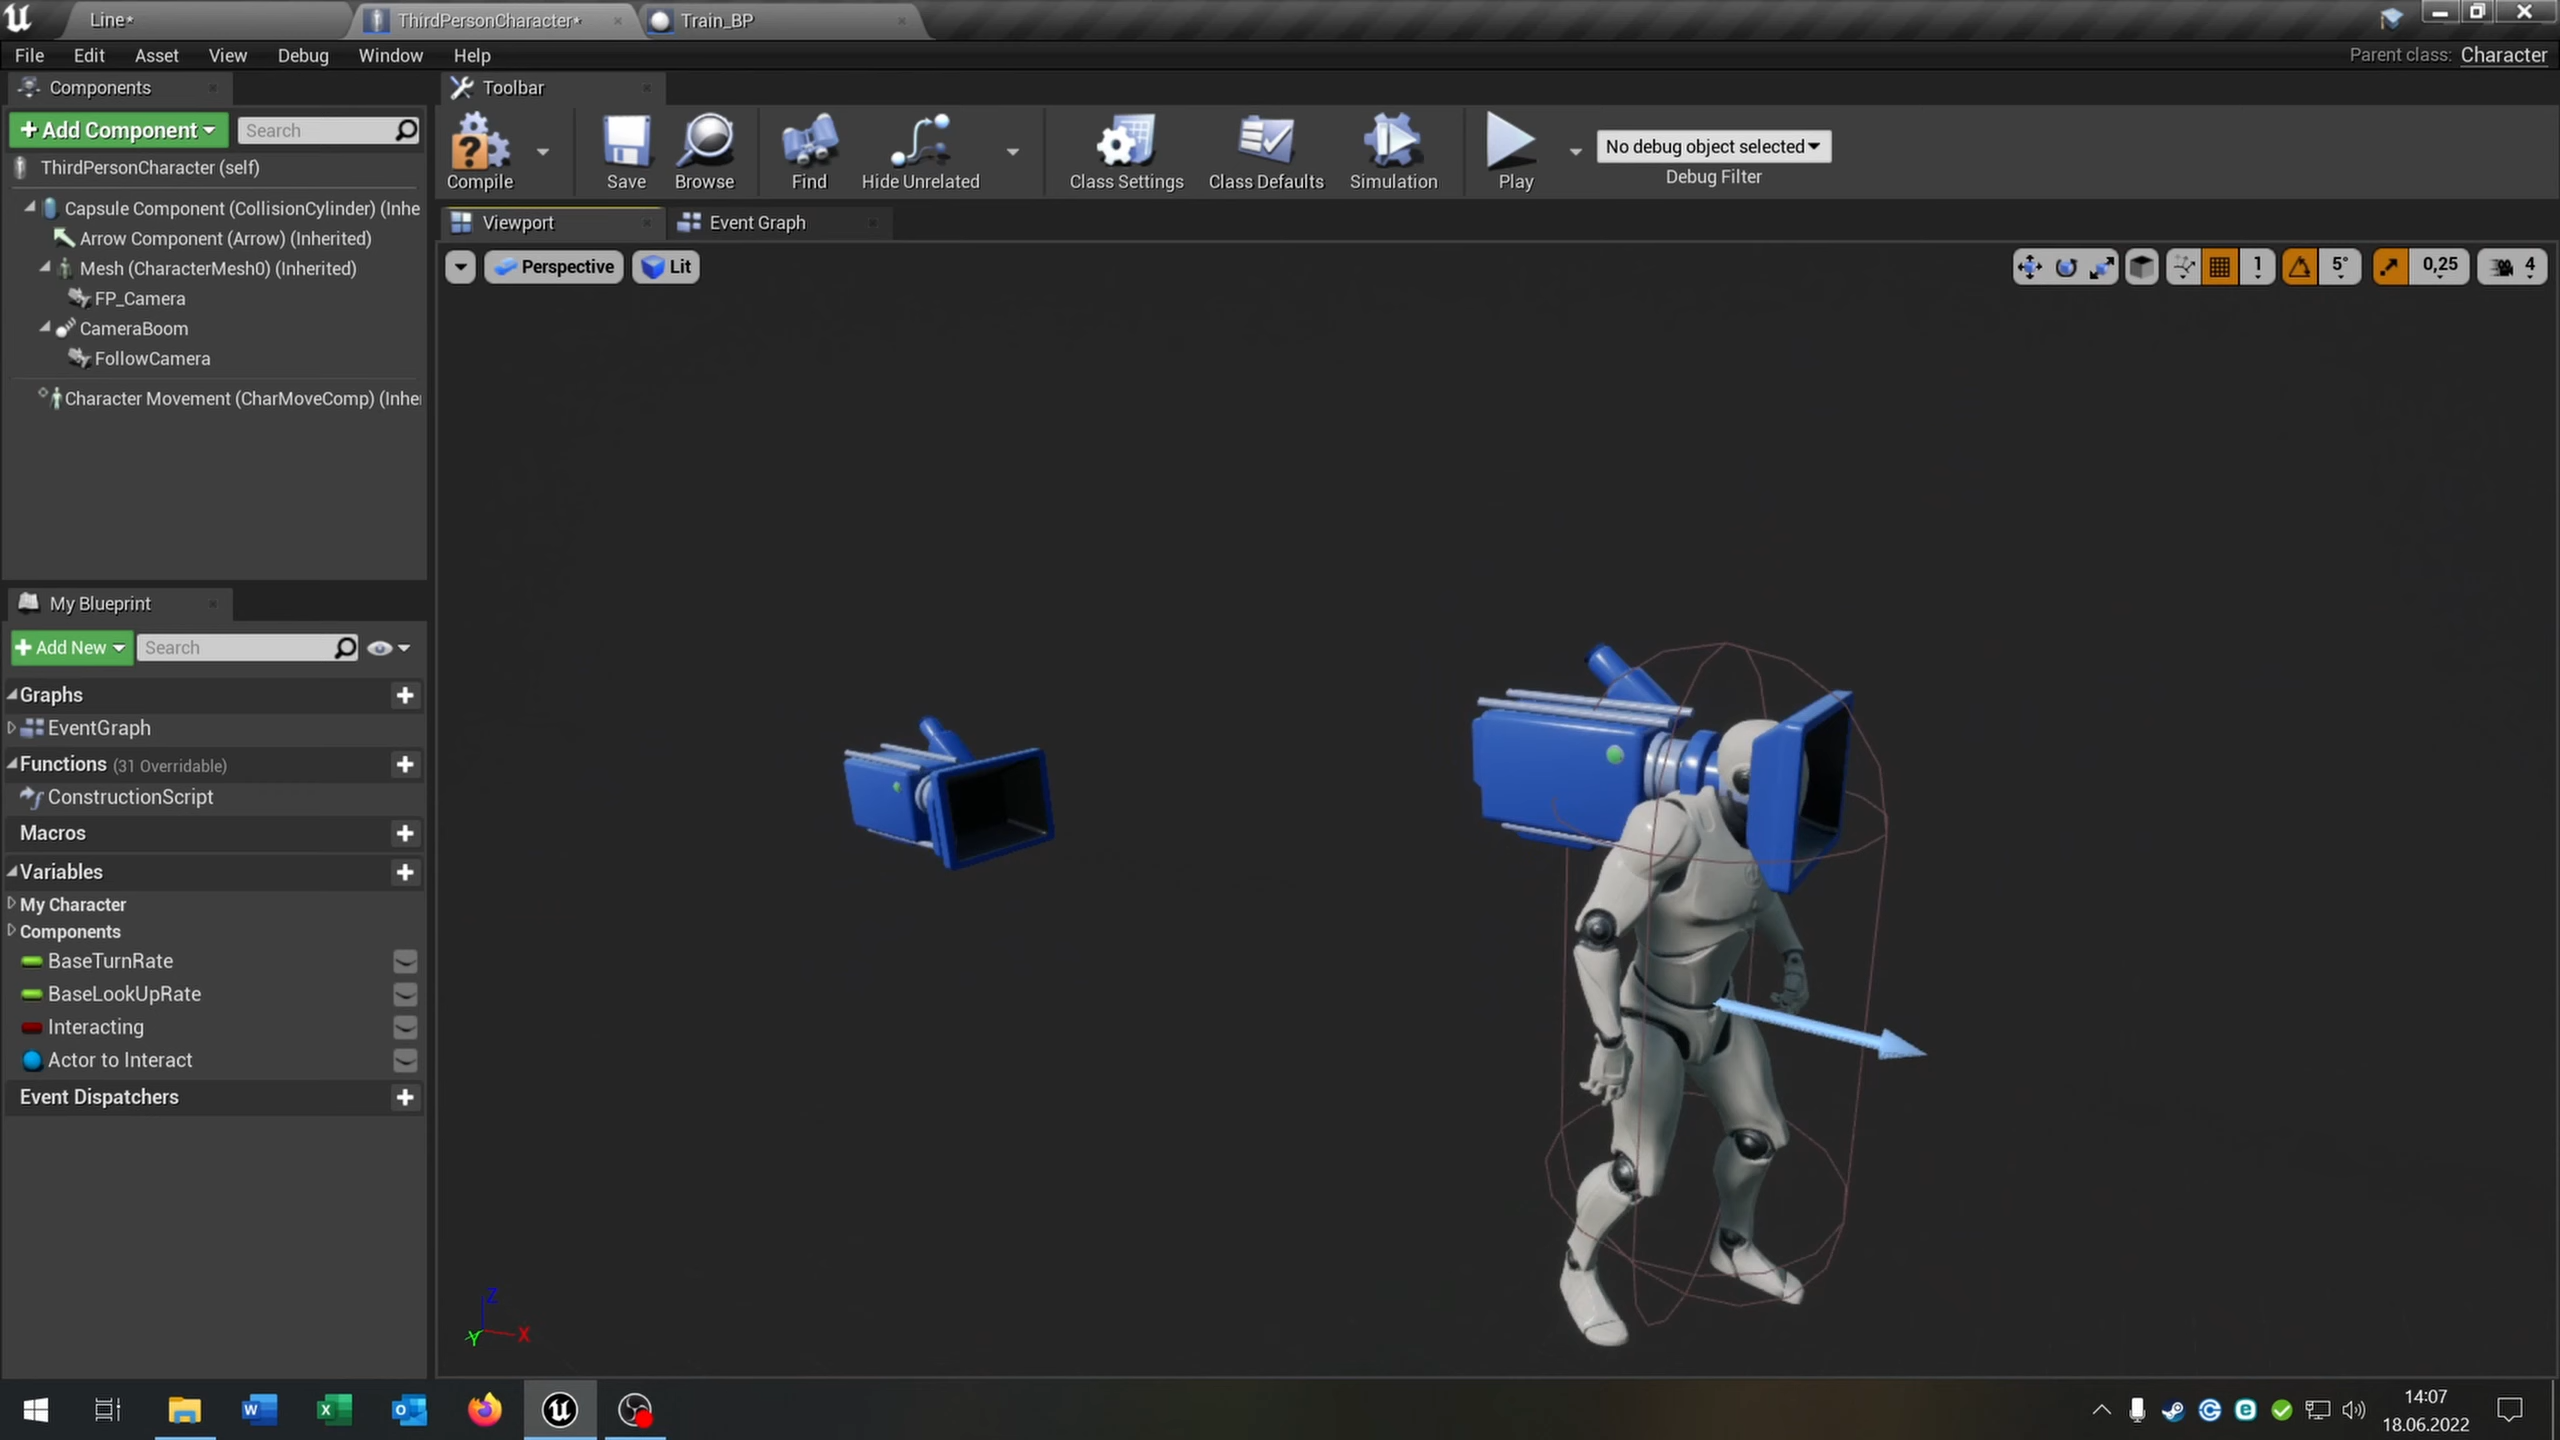 Line*
ThirdPersonCharacter*
Train_BP
File Edit Asset View Debug Window Help
Parent class: Character
Components
Toolbar
+ Add Component
Search
Compile
Save
Browse
Find
Hide Unrelated
Class Settings
Class Defaults
Simulation
Play
No debug object selected
Debug Filter
ThirdPersonCharacter (self)
Capsule Component (CollisionCylinder) (Inhe
Arrow Component (Arrow) (Inherited)
Mesh (CharacterMesh0) (Inherited)
FP_Camera
CameraBoom
FollowCamera
Character Movement (CharMoveComp) (Inhe
Viewport
Event Graph
Perspective
Lit
1
5°
0,25
4
My Blueprint
+ Add New
Search
Graphs
EventGraph
Functions (31 Overridable)
ConstructionScript
Macros
Variables
My Character
Components
BaseTurnRate
BaseLookUpRate
Interacting
Actor to Interact
Event Dispatchers
Z
Y
X
14:07
18.06.2022